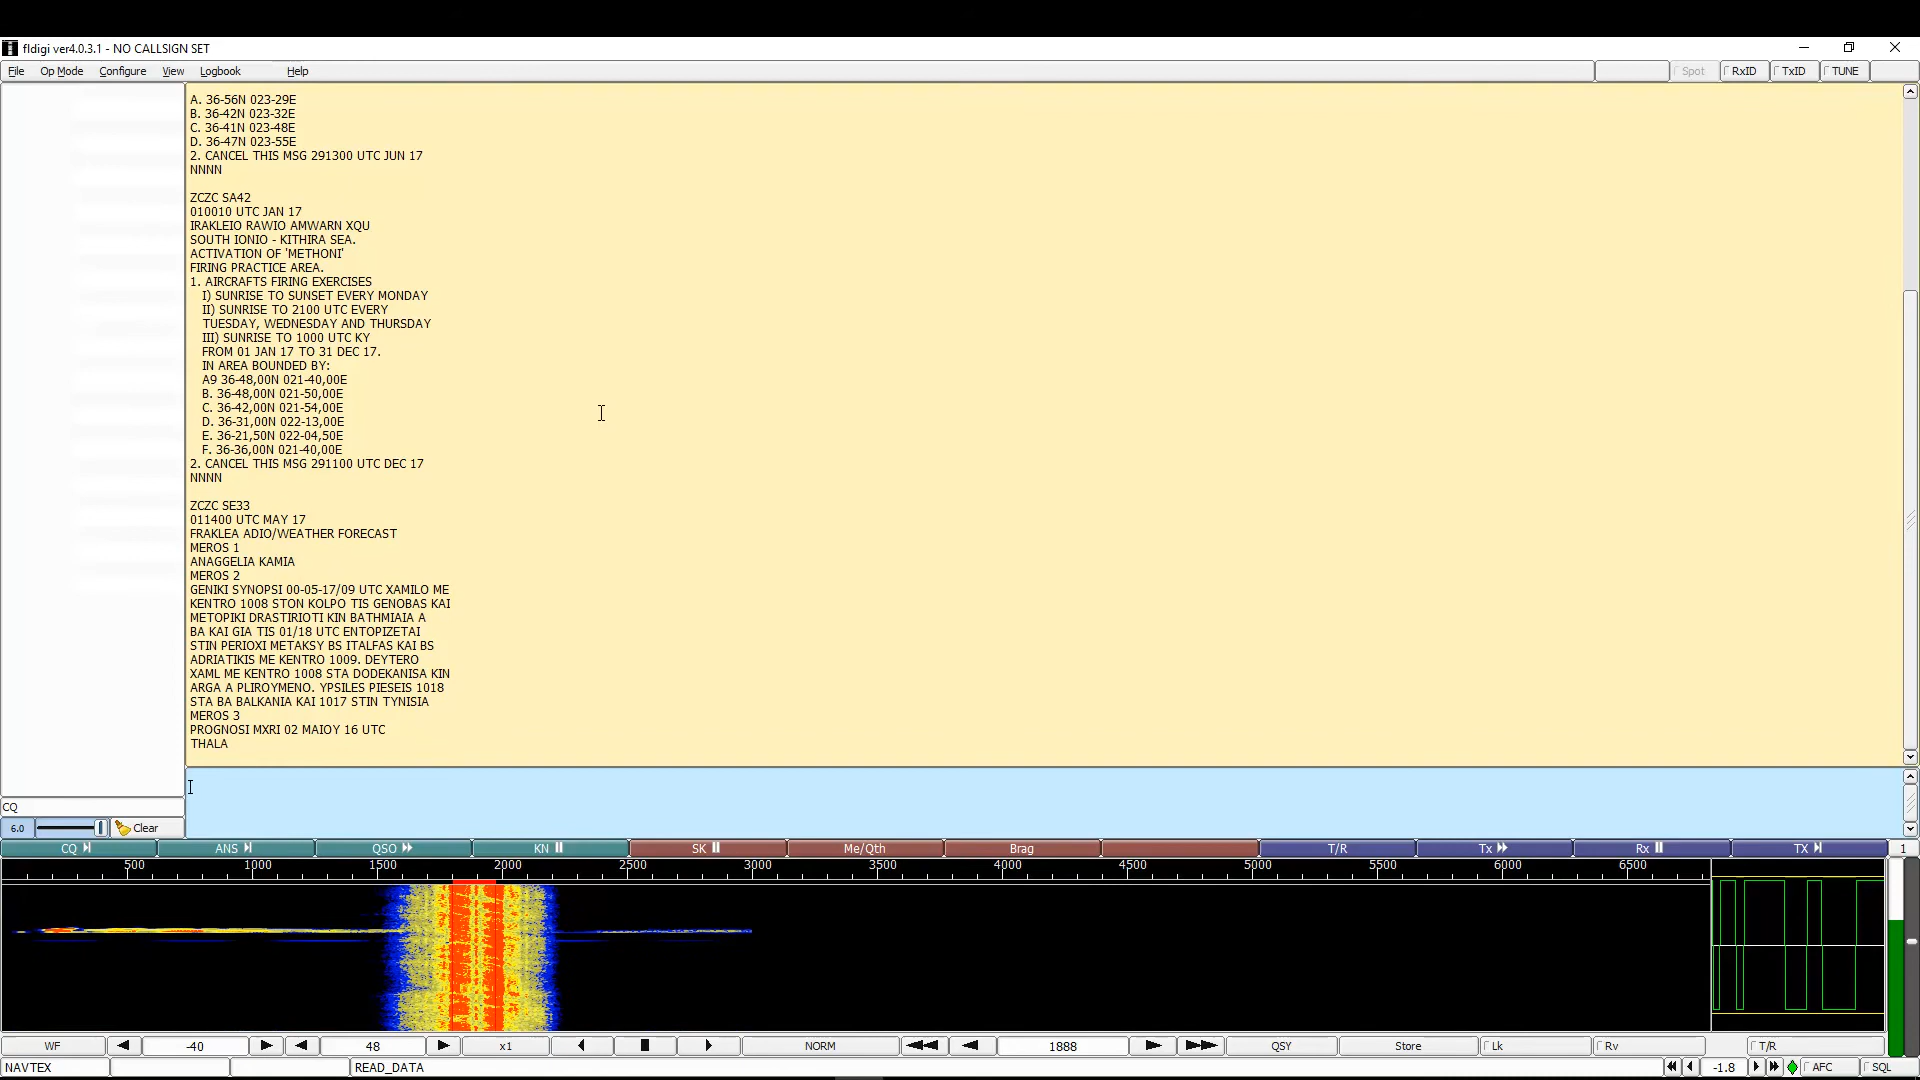 fldigi ver4.0.3.1 - NO CALLSIGN SET
File Op Mode Configure View Logbook Help Spot RxID TxID TUNE
A. 36-56N 023-29E
B. 36-42N 023-32E
C. 36-41N 023-48E
D. 36-47N 023-55E
2. CANCEL THIS MSG 291300 UTC JUN 17
NNNN
ZCZC SA42
010010 UTC JAN 17
IRAKLEIO RAWIO AMWARN XQU
SOUTH IONIO - KITHIRA SEA.
ACTIVATION OF 'METHONI'
FIRING PRACTICE AREA.
1. AIRCRAFTS FIRING EXERCISES
I) SUNRISE TO SUNSET EVERY MONDAY
II) SUNRISE TO 2100 UTC EVERY
TUESDAY, WEDNESDAY AND THURSDAY
III) SUNRISE TO 1000 UTC KY
FROM 01 JAN 17 TO 31 DEC 17.
IN AREA BOUNDED BY:
A9 36-48,00N 021-40,00E
B. 36-48,00N 021-50,00E
C. 36-42,00N 021-54,00E
D. 36-31,00N 022-13,00E
E. 36-21,50N 022-04,50E
F. 36-36,00N 021-40,00E
2. CANCEL THIS MSG 291100 UTC DEC 17
NNNN
ZCZC SE33
011400 UTC MAY 17
FRAKLEA ADIO/WEATHER FORECAST
MEROS 1
ANAGGELIA KAMIA
MEROS 2
GENIKI SYNOPSI 00-05-17/09 UTC XAMILO ME
KENTRO 1008 STON KOLPO TIS GENOBAS KAI
METOPIKI DRASTIRIOTI KIN BATHMIAIA A
BA KAI GIA TIS 01/18 UTC ENTOPIZETAI
STIN PERIOXI METAKSY BS ITALFAS KAI BS
ADRIATIKIS ME KENTRO 1009. DEYTERO
XAML ME KENTRO 1008 STA DODEKANISA KIN
ARGA A PLIROYMENO. YPSILES PIESEIS 1018
STA BA BALKANIA KAI 1017 STIN TYNISIA
MEROS 3
PROGNOSI MXRI 02 MAIOY 16 UTC
THALA
CQ
6.0 Clear
CQ ANS QSO KN SK Me/Qth Brag T/R Tx Rx TX 1
500 1000 1500 2000 2500 3000 3500 4000 4500 5000 5500 6000 6500
WF -40 48 x1 NORM 1888 QSY Store Lk Rv T/R
NAVTEX READ_DATA -1.8 AFC SQL